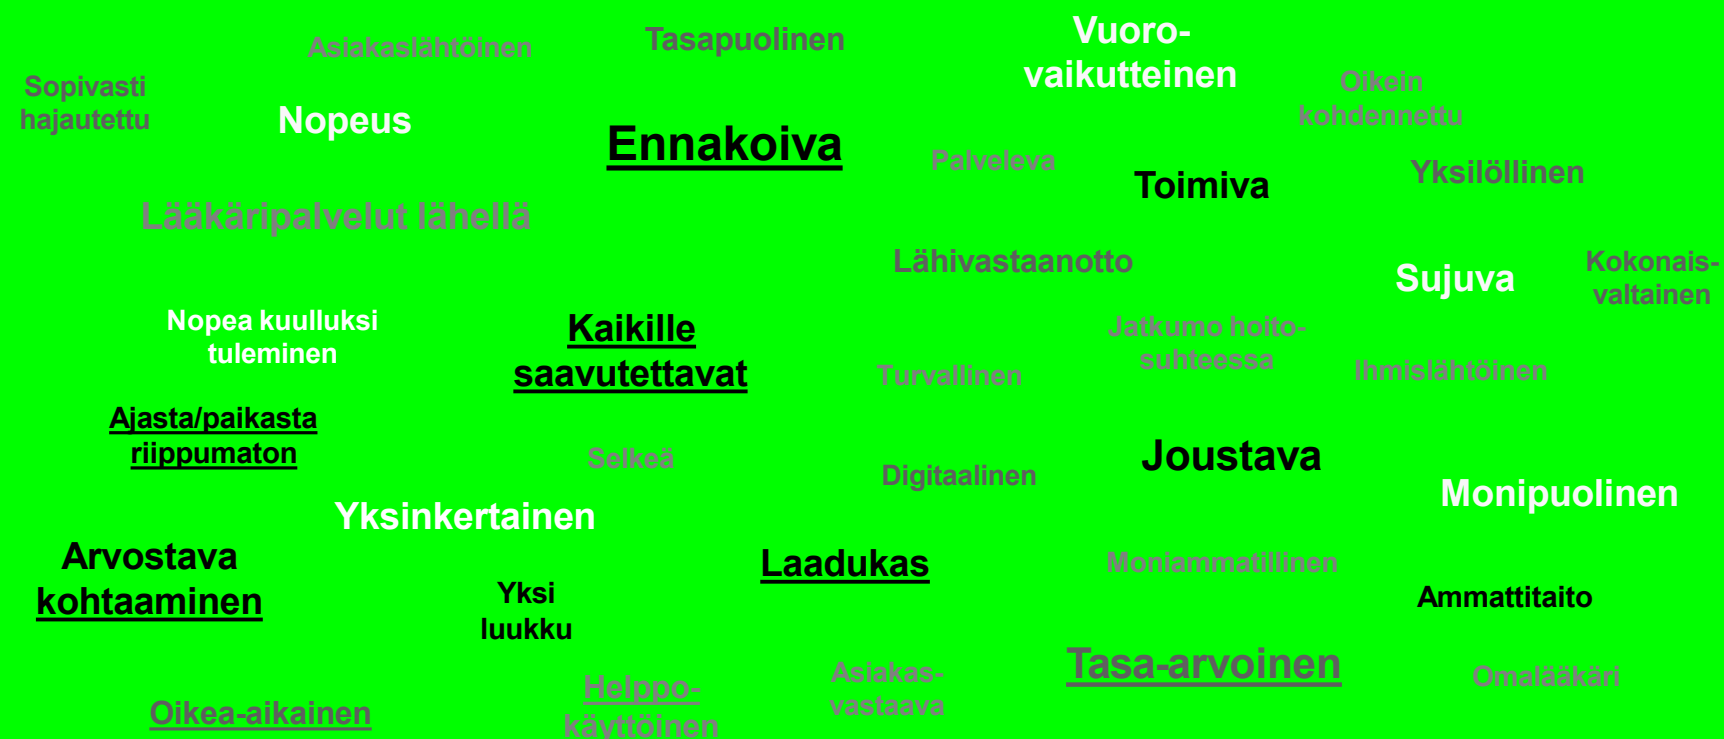 Asiakaslähtöinen
Tasapuolinen
Vuoro-
vaikutteinen
Sopivasti
hajautettu
Nopeus
Oikein
kohdennettu
Ennakoiva
Palveleva
Toimiva
Yksilöllinen
Lääkäripalvelut lähellä
Lähivastaanotto
Sujuva
Kokonais-
valtainen
Nopea kuulluksi
tuleminen
Kaikille
saavutettavat
Jatkumo hoito-
suhteessa
Turvallinen
Ihmislähtöinen
Ajasta/paikasta
riippumaton
Selkeä
Digitaalinen
Joustava
Monipuolinen
Yksinkertainen
Arvostava
kohtaaminen
Yksi
luukku
Laadukas
Moniammatillinen
Ammattitaito
Tasa-arvoinen
Omalääkäri
Asiakas-
vastaava
Helppo-
käyttöinen
Oikea-aikainen